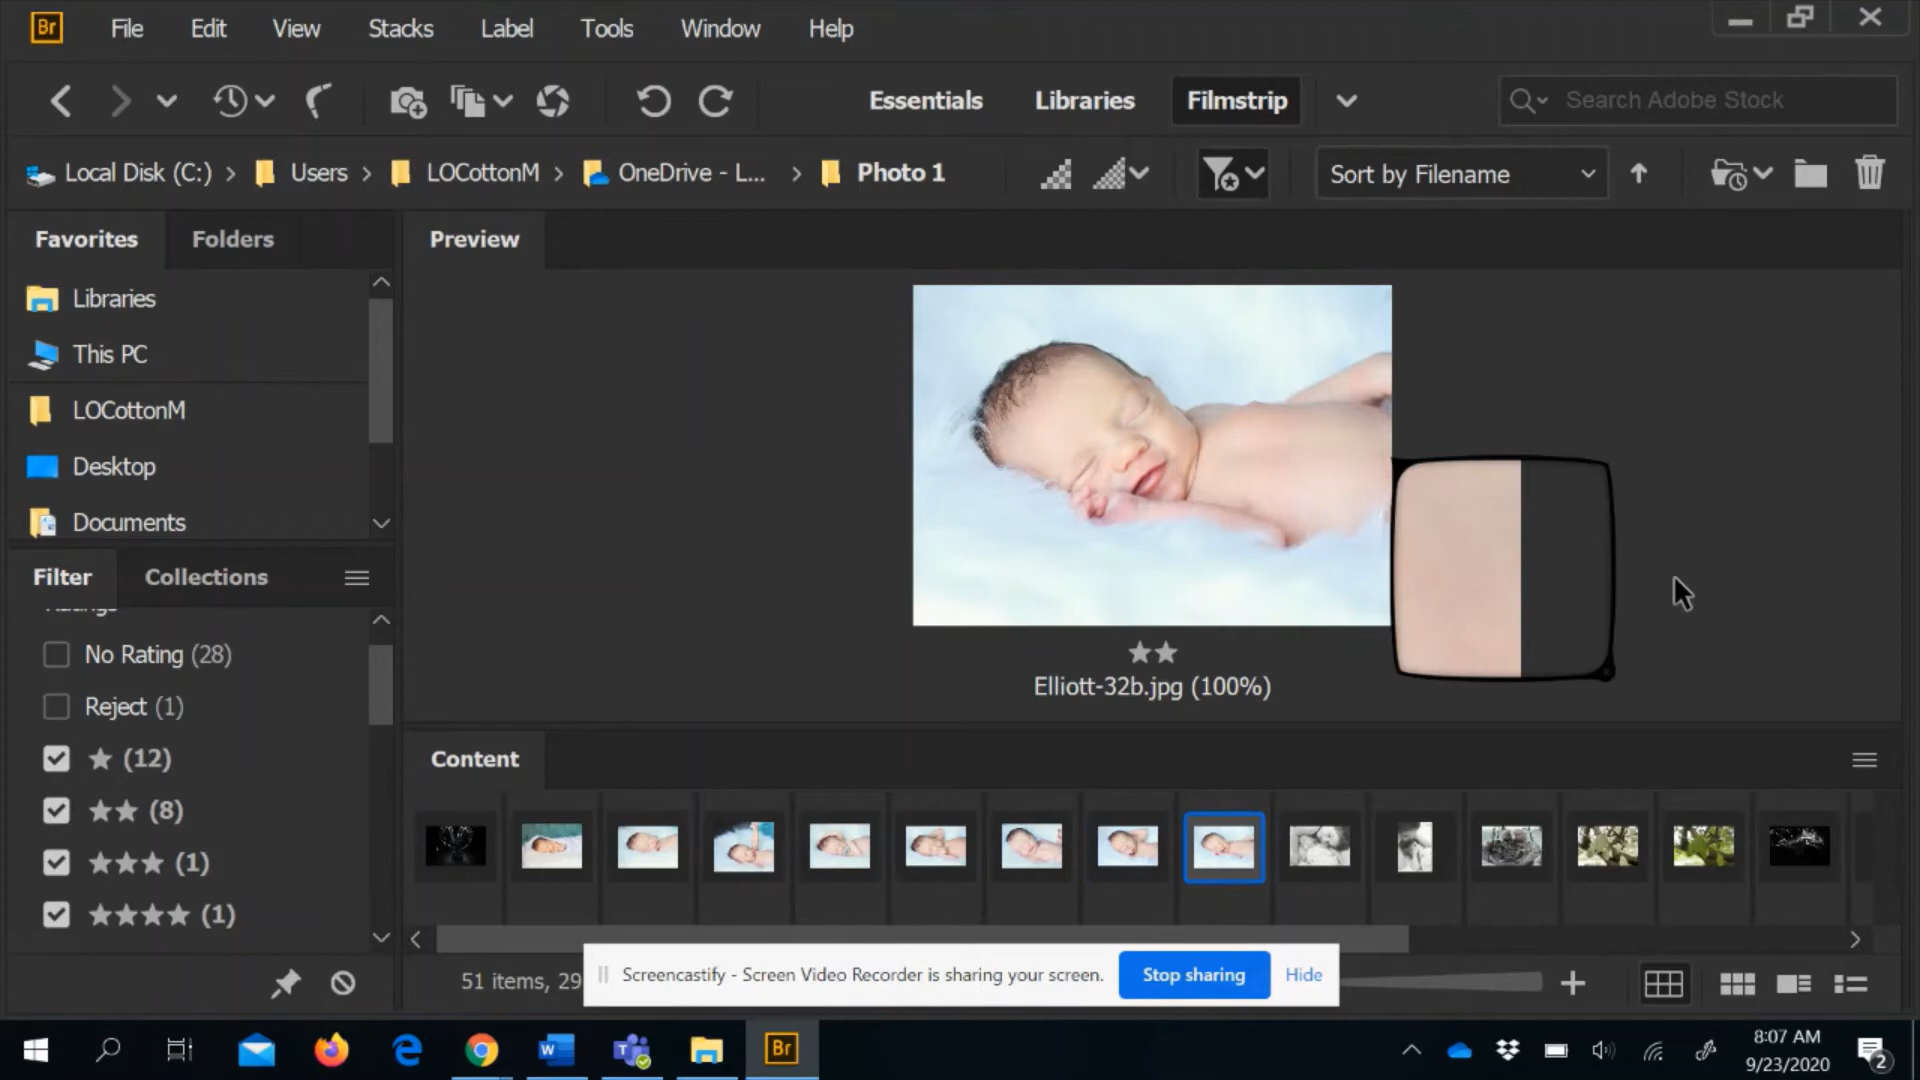 Br File Edit View Stacks Label Tools Window Help
Essentials Libraries Filmstrip Search Adobe Stock
Local Disk (C:) Users LOCottonM OneDrive - L... Photo 1 Sort by Filename
Favorites Folders Preview
Libraries
This PC
LOCottonM
Desktop
Documents
Elliott-32b.jpg (100%)
Filter Collections
Ratings
No Rating (28)
Reject (1)
(12)
(8)
(1)
(1)
Content
51 items, 29
Screencastify - Screen Video Recorder is sharing your screen. Stop sharing Hide
Br
8:07 AM
9/23/2020
2